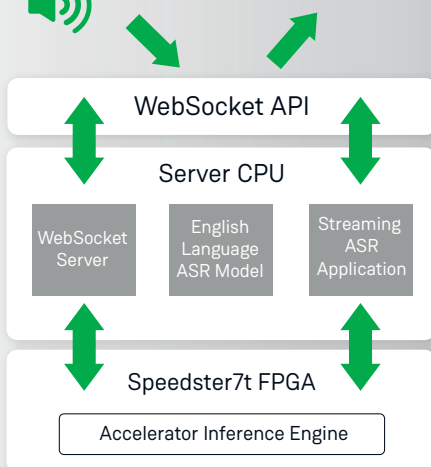 WebSocket API
Server CPU
WebSocket
Server
English
Language
ASR Model
Streaming
ASR
Application
Speedster7t FPGA
Accelerator Inference Engine